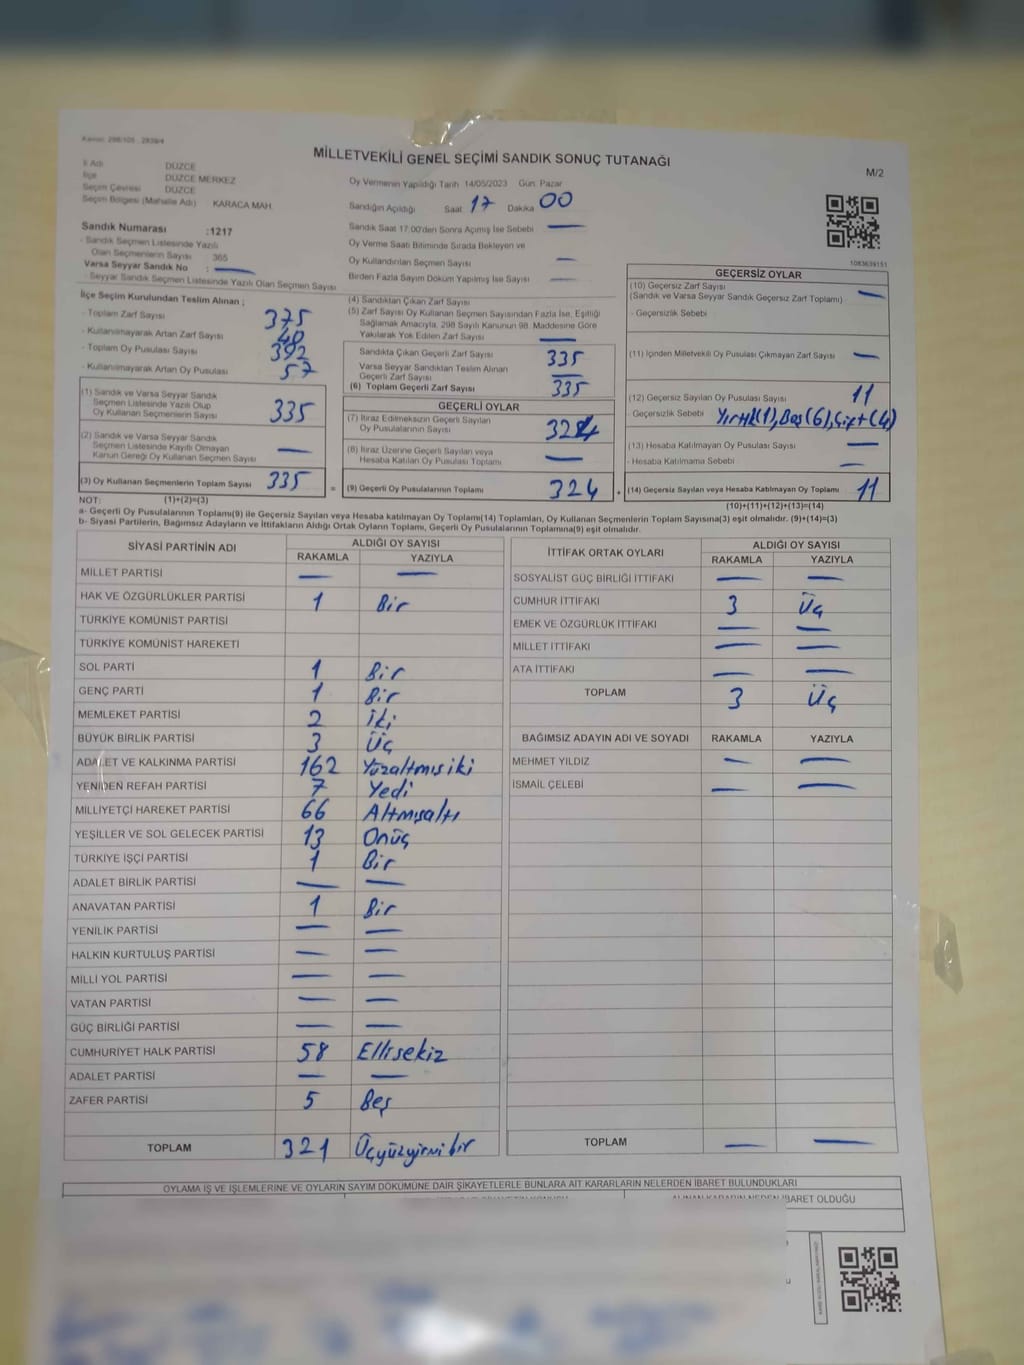 MİLLETVEKİLİ GENEL SEÇİMİ SANDIK SONUÇ TUTANAĞI
M/2
İl Adı DÜZCE
İlçe DÜZCE MERKEZ
Seçim Çevresi DÜZCE
Seçim Bölgesi (Mahalle Adı) KARACA MAH.
Oy Vermenin Yapıldığı Tarih 14/05/2023 Gün: Pazar
Sandığın Açıldığı Saat 17 Dakika 00
Sandık Numarası :1217
- Sandık Seçmen Listesinde Yazılı
Olan Seçmenlerin Sayısı : 365
Varsa Seyyar Sandık No : —
- Seyyar Sandık Seçmen Listesinde Yazılı Olan Seçmen Sayısı
Sandık Saat 17.00'den Sonra Açımış İse Sebebi —
Oy Verme Saati Bitiminde Sırada Bekleyen ve
Oy Kullandırılan Seçmen Sayısı —
Birden Fazla Sayım Döküm Yapılmış İse Sayısı —
1083639151
İlçe Seçim Kurulundan Teslim Alınan ;
- Toplam Zarf Sayısı 375
- Kullanılmayarak Artan Zarf Sayısı 40
- Toplam Oy Pusulası Sayısı 392
- Kullanılmayarak Artan Oy Pusulası 57
(1) Sandık ve Varsa Seyyar Sandık
Seçmen Listesinde Yazılı Olup
Oy Kullanan Seçmenlerin Sayısı 335
(2) Sandık ve Varsa Seyyar Sandık
Seçmen Listesinde Kayıtlı Olmayan
Kanun Gereği Oy Kullanan Seçmen Sayısı —
(3) Oy Kullanan Seçmenlerin Toplam Sayısı 335 =
(4) Sandıktan Çıkan Zarf Sayısı
(5) Zarf Sayısı Oy Kullanan Seçmen Sayısından Fazla İse, Eşitliği
Sağlamak Amacıyla, 298 Sayılı Kanunun 98. Maddesine Göre
Yakılarak Yok Edilen Zarf Sayısı —
Sandıkta Çıkan Geçerli Zarf Sayısı 335
Varsa Seyyar Sandıktan Teslim Alınan
Geçerli Zarf Sayısı —
(6) Toplam Geçerli Zarf Sayısı 335
GEÇERLİ OYLAR
(7) İtiraz Edilmeksizin Geçerli Sayılan
Oy Pusulalarının Sayısı 324
(8) İtiraz Üzerine Geçerli Sayılan veya
Hesaba Katılan Oy Pusulası Toplamı —
(9) Geçerli Oy Pusulalarının Toplamı 324 +
GEÇERSİZ OYLAR
(10) Geçersiz Zarf Sayısı
(Sandık ve Varsa Seyyar Sandık Geçersiz Zarf Toplamı) —
- Geçersizlik Sebebi :
(11) İçinden Milletvekili Oy Pusulası Çıkmayan Zarf Sayısı —
(12) Geçersiz Sayılan Oy Pusulası Sayısı 11
- Geçersizlik Sebebi : Yırtık(1), Boş(6), Çift(4)
(13) Hesaba Katılmayan Oy Pusulası Sayısı —
- Hesaba Katılmama Sebebi —
(14) Geçersiz Sayılan veya Hesaba Katılmayan Oy Toplamı 11
NOT: (1)+(2)=(3)
(10)+(11)+(12)+(13)=(14)
a- Geçerli Oy Pusulalarının Toplamı(9) ile Geçersiz Sayılan veya Hesaba katılmayan Oy Toplamı(14) Toplamları, Oy Kullanan Seçmenlerin Toplam Sayısına(3) eşit olmalıdır. (9)+(14)=(3)
b- Siyasi Partilerin, Bağımsız Adayların ve İttifakların Aldığı Ortak Oyların Toplamı, Geçerli Oy Pusulalarının Toplamına(9) eşit olmalıdır.
SİYASİ PARTİNİN ADI ALDIĞI OY SAYISI
RAKAMLA YAZIYLA
MİLLET PARTİSİ — —
HAK VE ÖZGÜRLÜKLER PARTİSİ 1 Bir
TÜRKİYE KOMÜNİST PARTİSİ
TÜRKİYE KOMÜNİST HAREKETİ
SOL PARTİ 1 Bir
GENÇ PARTİ 1 Bir
MEMLEKET PARTİSİ 2 İki
BÜYÜK BİRLİK PARTİSİ 3 Üç
ADALET VE KALKINMA PARTİSİ 162 Yüzaltmışiki
YENİDEN REFAH PARTİSİ 7 Yedi
MİLLİYETÇİ HAREKET PARTİSİ 66 Altmışaltı
YEŞİLLER VE SOL GELECEK PARTİSİ 13 Onüç
TÜRKİYE İŞÇİ PARTİSİ 1 Bir
ADALET BİRLİK PARTİSİ — —
ANAVATAN PARTİSİ 1 Bir
YENİLİK PARTİSİ — —
HALKIN KURTULUŞ PARTİSİ — —
MİLLİ YOL PARTİSİ — —
VATAN PARTİSİ — —
GÜÇ BİRLİĞİ PARTİSİ — —
CUMHURİYET HALK PARTİSİ 58 Ellisekiz
ADALET PARTİSİ — —
ZAFER PARTİSİ 5 Beş
TOPLAM 321 Üçyüzyirmibir
İTTİFAK ORTAK OYLARI ALDIĞI OY SAYISI
RAKAMLA YAZIYLA
SOSYALİST GÜÇ BİRLİĞİ İTTİFAKI — —
CUMHUR İTTİFAKI 3 Üç
EMEK VE ÖZGÜRLÜK İTTİFAKI — —
MİLLET İTTİFAKI — —
ATA İTTİFAKI — —
TOPLAM 3 Üç
BAĞIMSIZ ADAYIN ADI VE SOYADI RAKAMLA YAZIYLA
MEHMET YILDIZ — —
İSMAİL ÇELEBİ — —
TOPLAM — —
OYLAMA İŞ VE İŞLEMLERİNE VE OYLARIN SAYIM DÖKÜMÜNE DAİR ŞİKAYETLERLE BUNLARA AİT KARARLARIN NELERDEN İBARET BULUNDUKLARI
ALINAN KARARIN NEDEN İBARET OLDUĞU